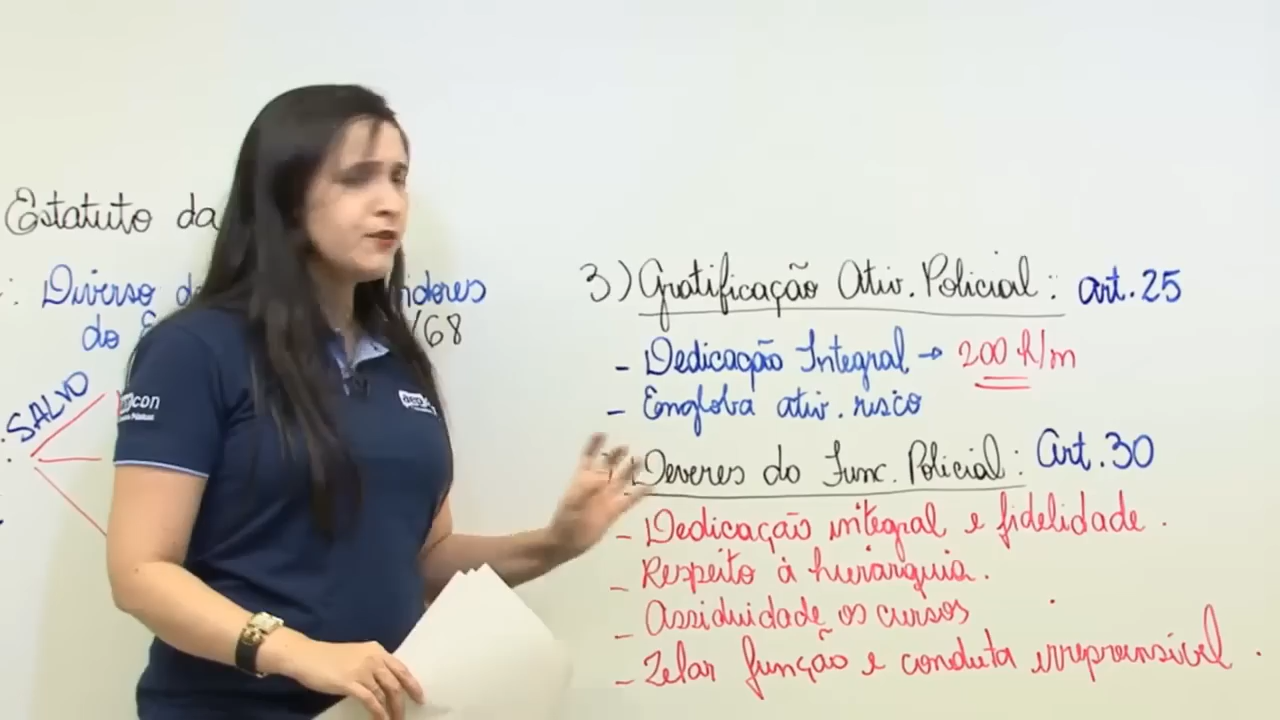 Estatuto da
: Diverso
do
/68
: SALVO
con
3) Gratificação Ativ. Policial : art. 25
- Dedicação Integral → 200 h/m
- Engloba ativ. risco
) Deveres do Func. Policial : Art. 30
- Dedicação integral e fidelidade .
- Respeito à hierarquia .
- Assiduidade os cursos
- Zelar função e conduta irrepreensível .